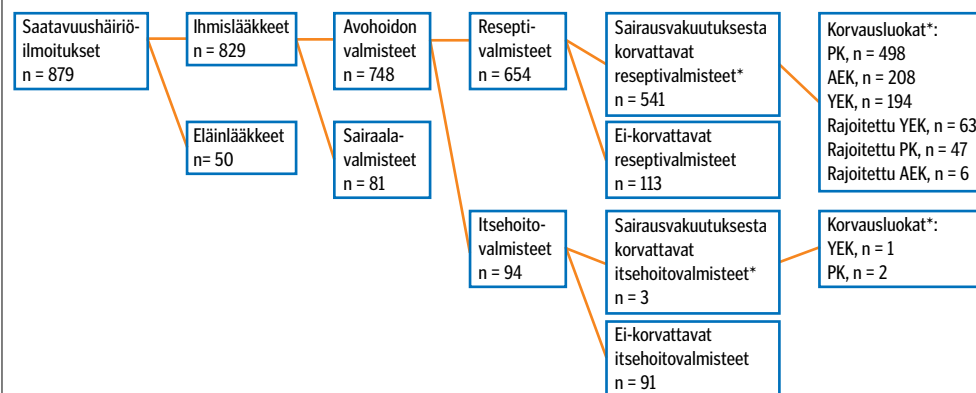 Saatavuushäiriö-
ilmoitukset
n = 879
Ihmislääkkeet
n = 829
Eläinlääkkeet
n= 50
Avohoidon
valmisteet
n = 748
Sairaala-
valmisteet
n = 81
Resepti-
valmisteet
n = 654
Itsehoito-
valmisteet
n = 94
Sairausvakuutuksesta
korvattavat
reseptivalmisteet*
n = 541
Ei-korvattavat
reseptivalmisteet
n = 113
Sairausvakuutuksesta
korvattavat
itsehoitovalmisteet*
n = 3
Ei-korvattavat
itsehoitovalmisteet
n = 91
Korvausluokat*:
PK, n = 498
AEK, n = 208
YEK, n = 194
Rajoitettu YEK, n = 63
Rajoitettu PK, n = 47
Rajoitettu AEK, n = 6
Korvausluokat*:
YEK, n = 1
PK, n = 2